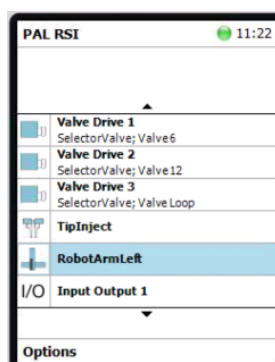 PAL RSI 11:22
Valve Drive 1
SelectorValve; Valve6
Valve Drive 2
SelectorValve; Valve12
Valve Drive 3
SelectorValve; Valve Loop
TipInject
RobotArmLeft
I/O Input Output 1
Options